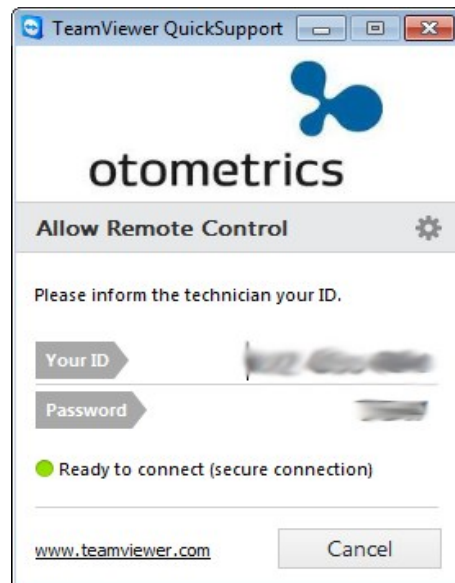 TeamViewer QuickSupport
otometrics
Allow Remote Control
Please inform the technician your ID.
Your ID
Password
Ready to connect (secure connection)
www.teamviewer.com
Cancel